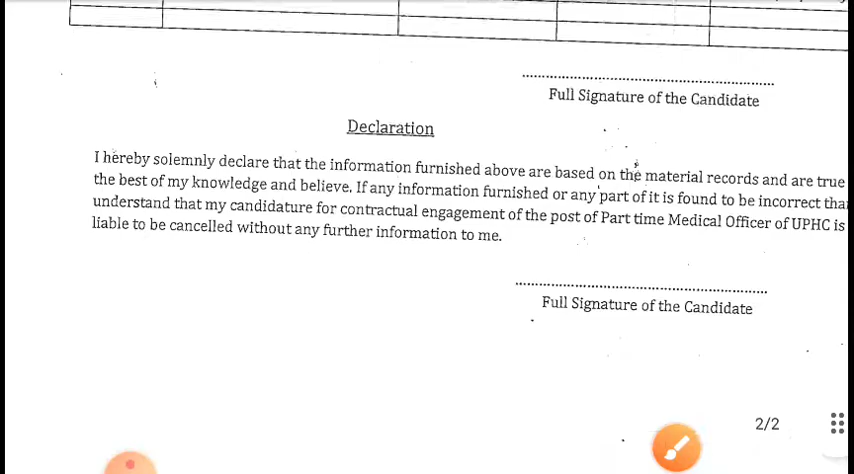 Full Signature of the Candidate
Declaration
I hereby solemnly declare that the information furnished above are based on the material records and are true
the best of my knowledge and believe. If any information furnished or any part of it is found to be incorrect
understand that my candidature for contractual engagement of the post of Part time Medical Officer of UPHC is
liable to be cancelled without any further information to me.
Full Signature of the Candidate
2/2